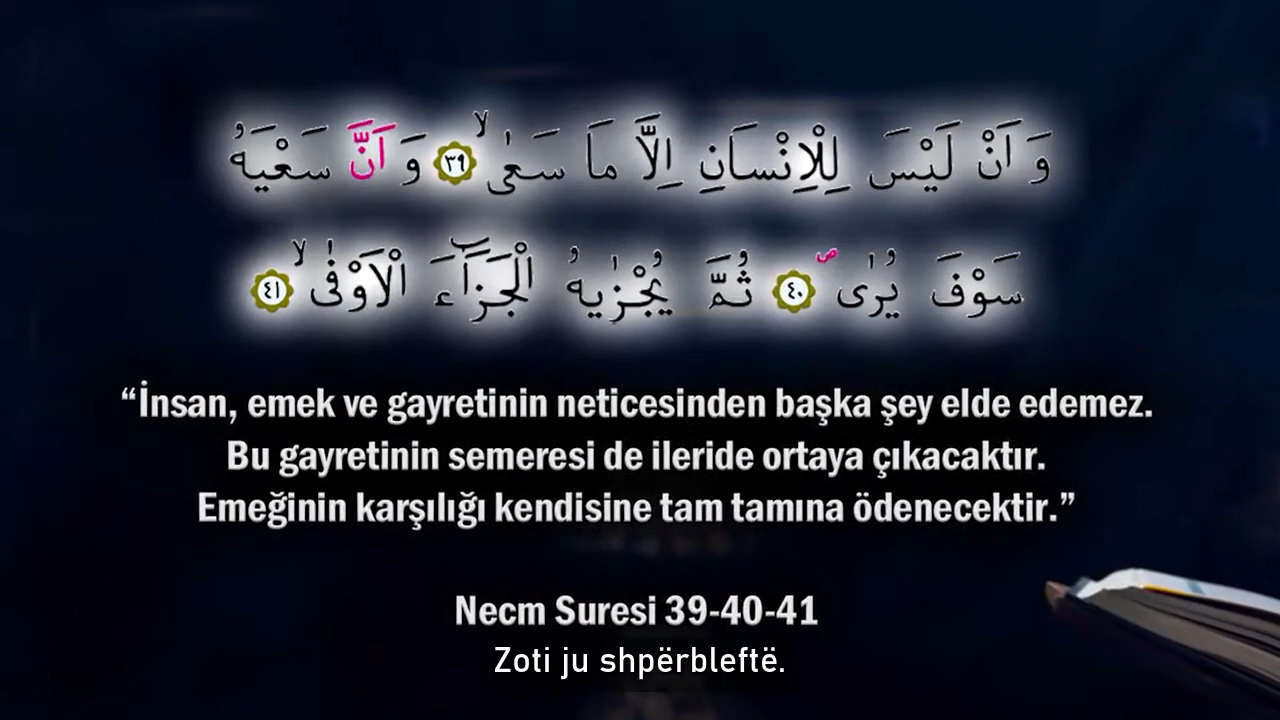 وَ اَنْ لَيْسَ لِلْاِنْسَانِ اِلَّا مَا سَعٰىۙ ﴿٣٩﴾ وَ اَنَّ سَعْيَهُ
سَوْفَ يُرٰىۖ ﴿٤٠﴾ ثُمَّ يُجْزٰيهُ الْجَزَٓاءَ الْاَوْفٰىۙ ﴿٤١﴾
“İnsan, emek ve gayretinin neticesinden başka şey elde edemez.
Bu gayretinin semeresi de ileride ortaya çıkacaktır.
Emeğinin karşılığı kendisine tam tamına ödenecektir.”
Necm Suresi 39-40-41
Zoti ju shpërbleftë.